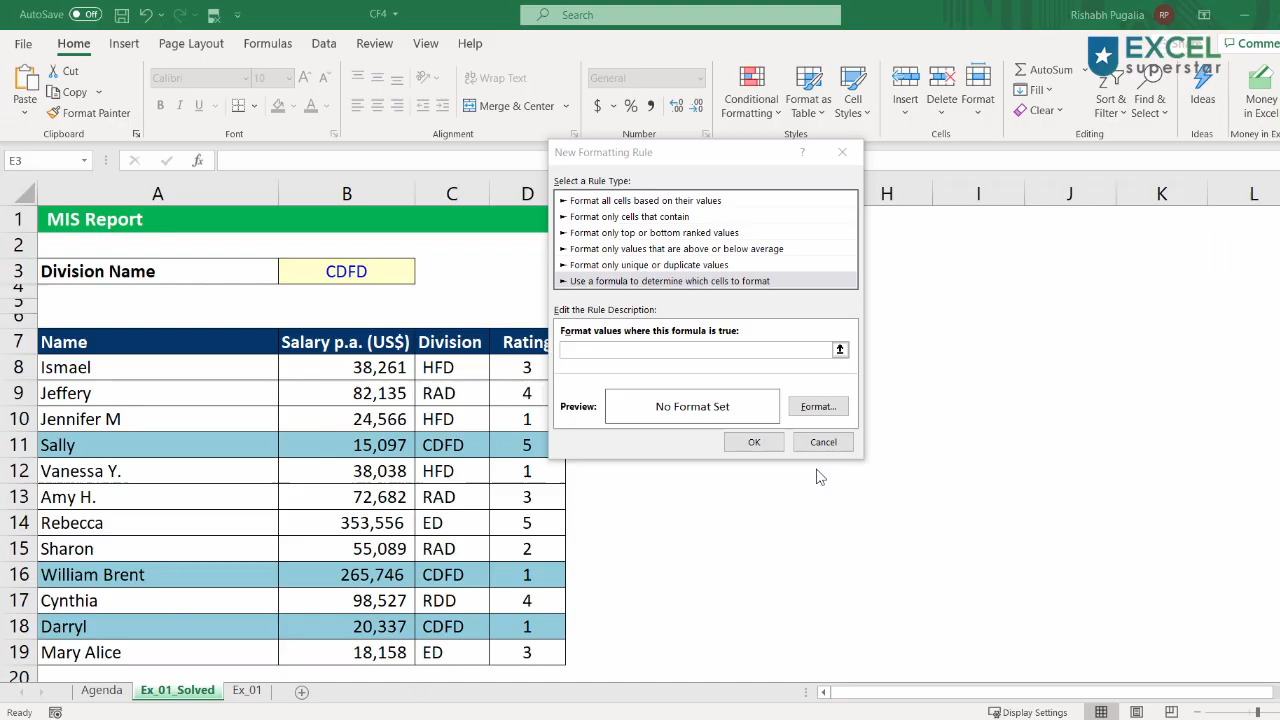 AutoSave Off CF4 Search Rishabh Pugalia RP
File Home Insert Page Layout Formulas Data Review View Help Comme
EXCEL
superstar
Paste Cut Copy Format Painter Clipboard
Calibri 10 B I U A Font
Wrap Text Merge & Center Alignment
General $ % Number
Conditional Formatting Format as Table Cell Styles Styles
Insert Delete Format Cells
AutoSum Fill Clear Sort & Filter Find & Select Editing
Ideas Ideas
Money in Excel Money in E
E3 fx
A B C D H I J K L
1 MIS Report
2
3 Division Name CDFD
4
5
6
7 Name Salary p.a. (US$) Division Rating
8 Ismael 38,261 HFD 3
9 Jeffery 82,135 RAD 4
10 Jennifer M 24,566 HFD 1
11 Sally 15,097 CDFD 5
12 Vanessa Y. 38,038 HFD 1
13 Amy H. 72,682 RAD 3
14 Rebecca 353,556 ED 5
15 Sharon 55,089 RAD 2
16 William Brent 265,746 CDFD 1
17 Cynthia 98,527 RDD 4
18 Darryl 20,337 CDFD 1
19 Mary Alice 18,158 ED 3
20
New Formatting Rule ?
Select a Rule Type:
► Format all cells based on their values
► Format only cells that contain
► Format only top or bottom ranked values
► Format only values that are above or below average
► Format only unique or duplicate values
► Use a formula to determine which cells to format
Edit the Rule Description:
Format values where this formula is true:
Preview: No Format Set Format...
OK Cancel
Agenda Ex_01_Solved Ex_01
Ready Display Settings